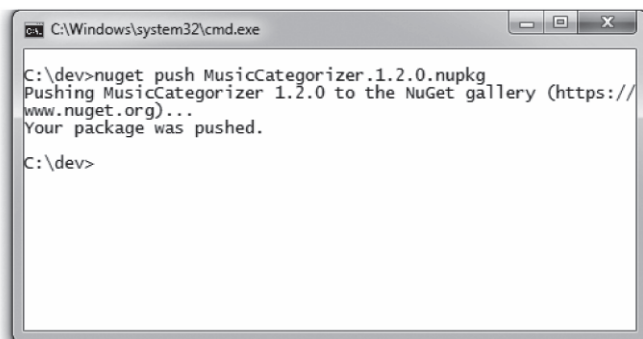 C:\Windows\system32\cmd.exe
C:\dev>nuget push MusicCategorizer.1.2.0.nupkg
Pushing MusicCategorizer 1.2.0 to the NuGet gallery (https://
www.nuget.org)...
Your package was pushed.
C:\dev>